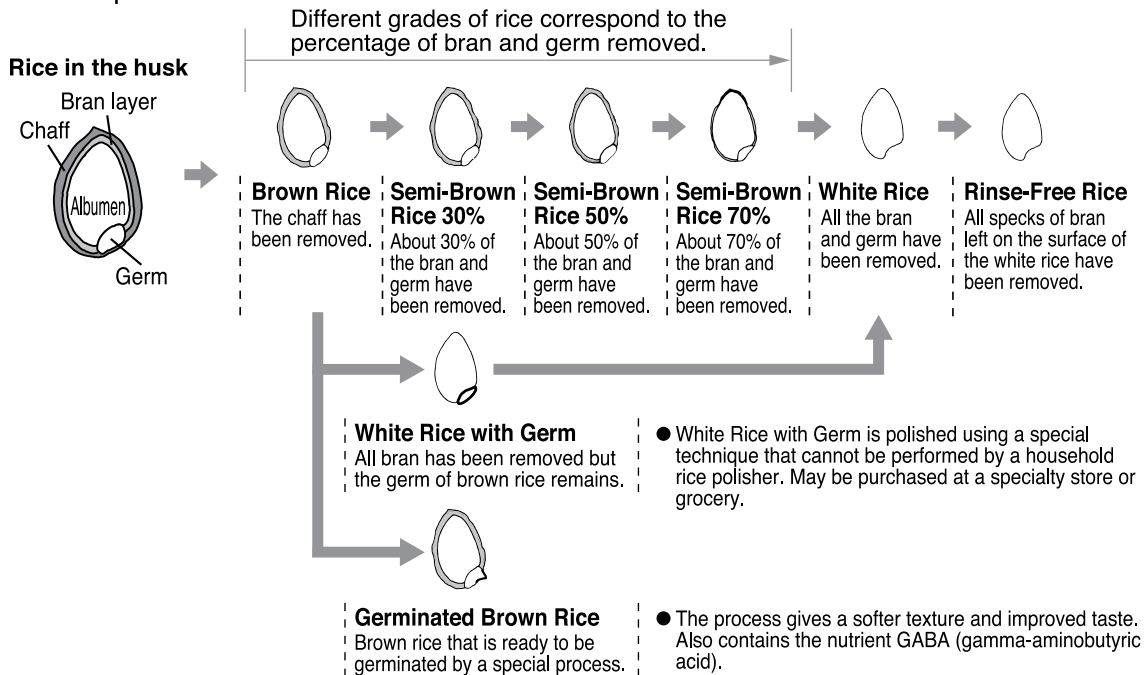 Different grades of rice correspond to the
percentage of bran and germ removed.
Rice in the husk
Bran layer
Chaff
Albumen
Germ
Brown Rice
The chaff has
been removed.
Semi-Brown
Rice 30%
About 30% of
the bran and
germ have
been removed.
Semi-Brown
Rice 50%
About 50% of
the bran and
germ have
been removed.
Semi-Brown
Rice 70%
About 70% of
the bran and
germ have
been removed.
White Rice
All the bran
and germ have
been removed.
Rinse-Free Rice
All specks of bran
left on the surface of
the white rice have
been removed.
White Rice with Germ
All bran has been removed but
the germ of brown rice remains.
● White Rice with Germ is polished using a special
technique that cannot be performed by a household
rice polisher. May be purchased at a specialty store or
grocery.
Germinated Brown Rice
Brown rice that is ready to be
germinated by a special process.
● The process gives a softer texture and improved taste.
Also contains the nutrient GABA (gamma-aminobutyric
acid).